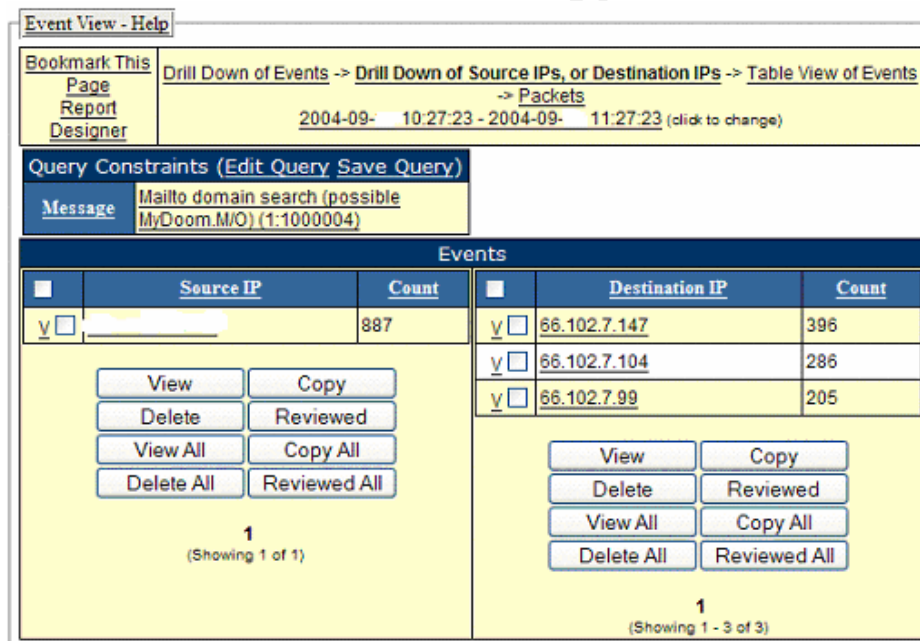 Event View - Help
Bookmark This
Page
Report
Designer
Drill Down of Events -> Drill Down of Source IPs, or Destination IPs -> Table View of Events
-> Packets
2004-09- 10:27:23 - 2004-09- 11:27:23 (click to change)
Query Constraints (Edit Query Save Query)
Message
Mailto domain search (possible
MyDoom.M/O) (1:1000004)
Events
Source IP Count
V 887
View Copy
Delete Reviewed
View All Copy All
Delete All Reviewed All
1
(Showing 1 of 1)
Destination IP Count
V 66.102.7.147 396
V 66.102.7.104 286
V 66.102.7.99 205
View Copy
Delete Reviewed
View All Copy All
Delete All Reviewed All
1
(Showing 1 - 3 of 3)